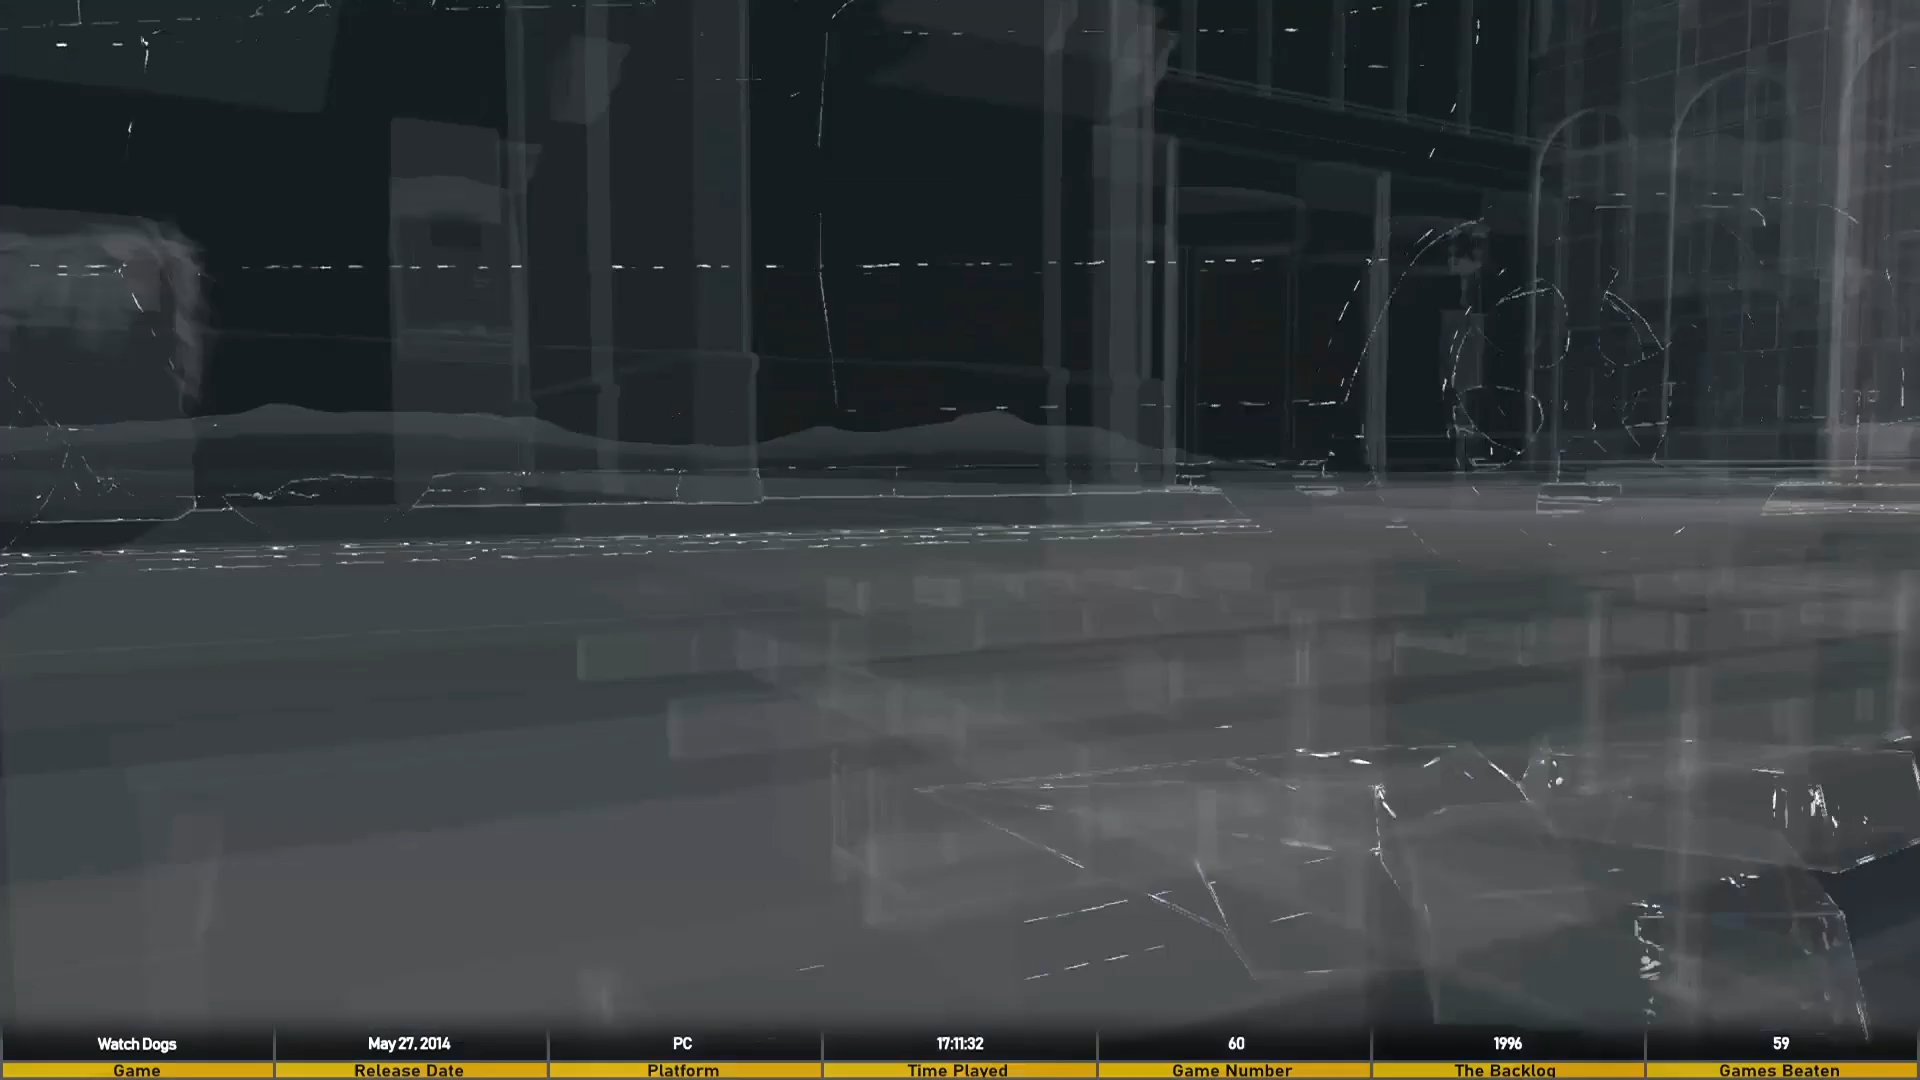 Watch Dogs May 27, 2014 PC 17:11:32 60 1996 59
Game Release Date Platform Time Played Game Number The Backlog Games Beaten